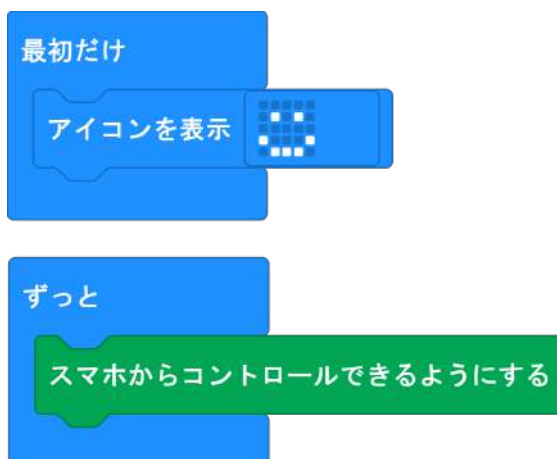 最初だけ
アイコンを表示
ずっと
スマホからコントロールできるようにする